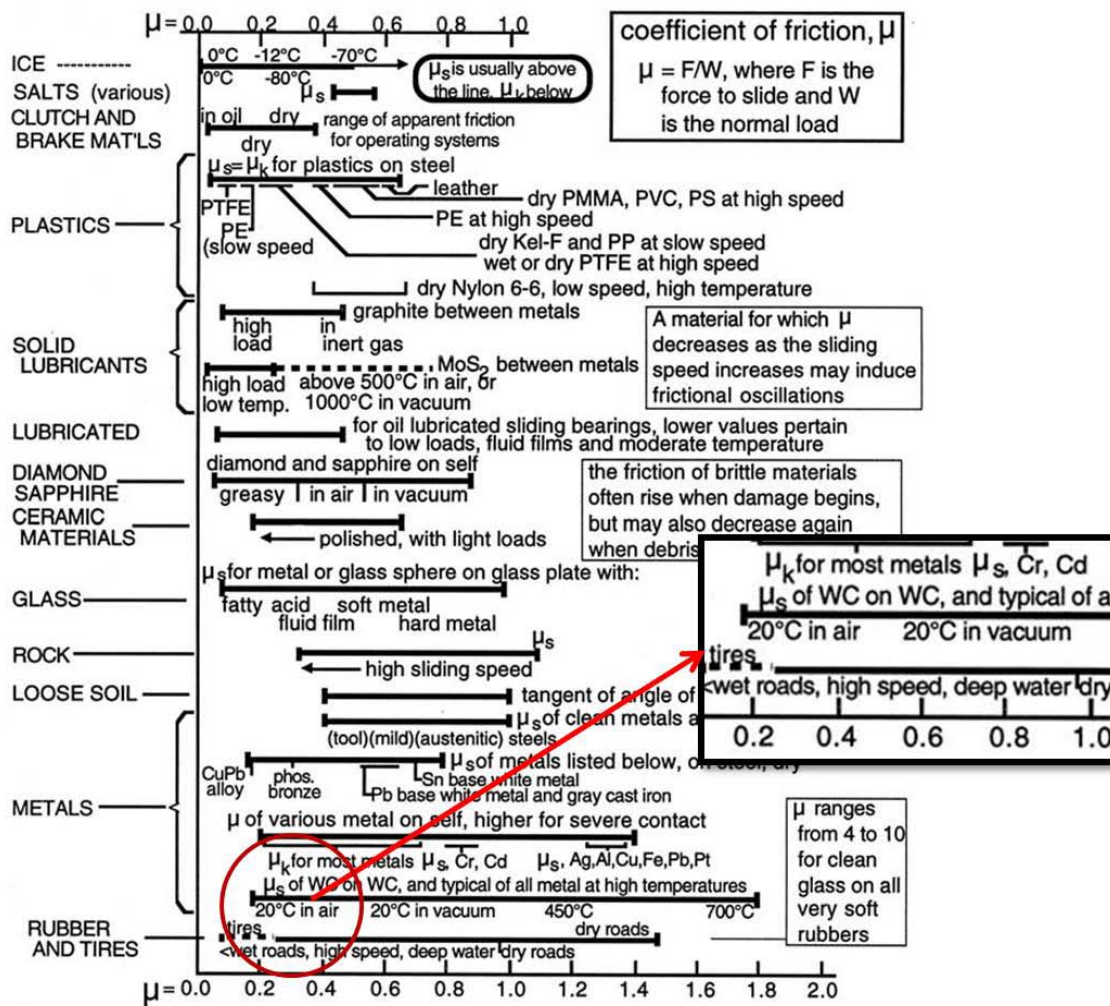 μ= 0.0 0.2 0.4 0.6 0.8 1.0
coefficient of friction, μ
μ = F/W, where F is the
force to slide and W
is the normal load
ICE -----------
0°C -12°C -70°C
0°C -80°C
μs is usually above
the line, μk below
SALTS (various)
μs
CLUTCH AND
BRAKE MAT'LS
in oil dry
dry
range of apparent friction
for operating systems
PLASTICS
μs= μk for plastics on steel
leather
PTFE
dry PMMA, PVC, PS at high speed
PE
PE at high speed
(slow speed
dry Kel-F and PP at slow speed
wet or dry PTFE at high speed
dry Nylon 6-6, low speed, high temperature
SOLID
LUBRICANTS
graphite between metals
high
load
in
inert gas
MoS2 between metals
high load
low temp.
above 500°C in air, or
1000°C in vacuum
A material for which μ
decreases as the sliding
speed increases may induce
frictional oscillations
LUBRICATED
for oil lubricated sliding bearings, lower values pertain
to low loads, fluid films and moderate temperature
DIAMOND
SAPPHIRE
diamond and sapphire on self
greasy in air in vacuum
the friction of brittle materials
often rise when damage begins,
but may also decrease again
when debris
CERAMIC
MATERIALS
polished, with light loads
GLASS
μs for metal or glass sphere on glass plate with:
fatty acid soft metal
fluid film hard metal
ROCK
μs
high sliding speed
LOOSE SOIL
tangent of angle of
METALS
μs of clean metals a
(tool)(mild)(austenitic) steels
μs of metals listed below, on steel, dry
CuPb
alloy
phos.
bronze
Sn base white metal
Pb base white metal and gray cast iron
μ of various metal on self, higher for severe contact
μk for most metals μs, Cr, Cd μs, Ag,Al,Cu,Fe,Pb,Pt
μs of WC on WC, and typical of all metal at high temperatures
20°C in air 20°C in vacuum 450°C 700°C
μ ranges
from 4 to 10
for clean
glass on all
very soft
rubbers
RUBBER
AND TIRES
tires dry roads
<wet roads, high speed, deep water dry roads
μ= 0.0 0.2 0.4 0.6 0.8 1.0 1.2 1.4 1.6 1.8 2.0
μk for most metals μs, Cr, Cd
μs of WC on WC, and typical of a
20°C in air 20°C in vacuum
tires
<wet roads, high speed, deep water dry
0.2 0.4 0.6 0.8 1.0